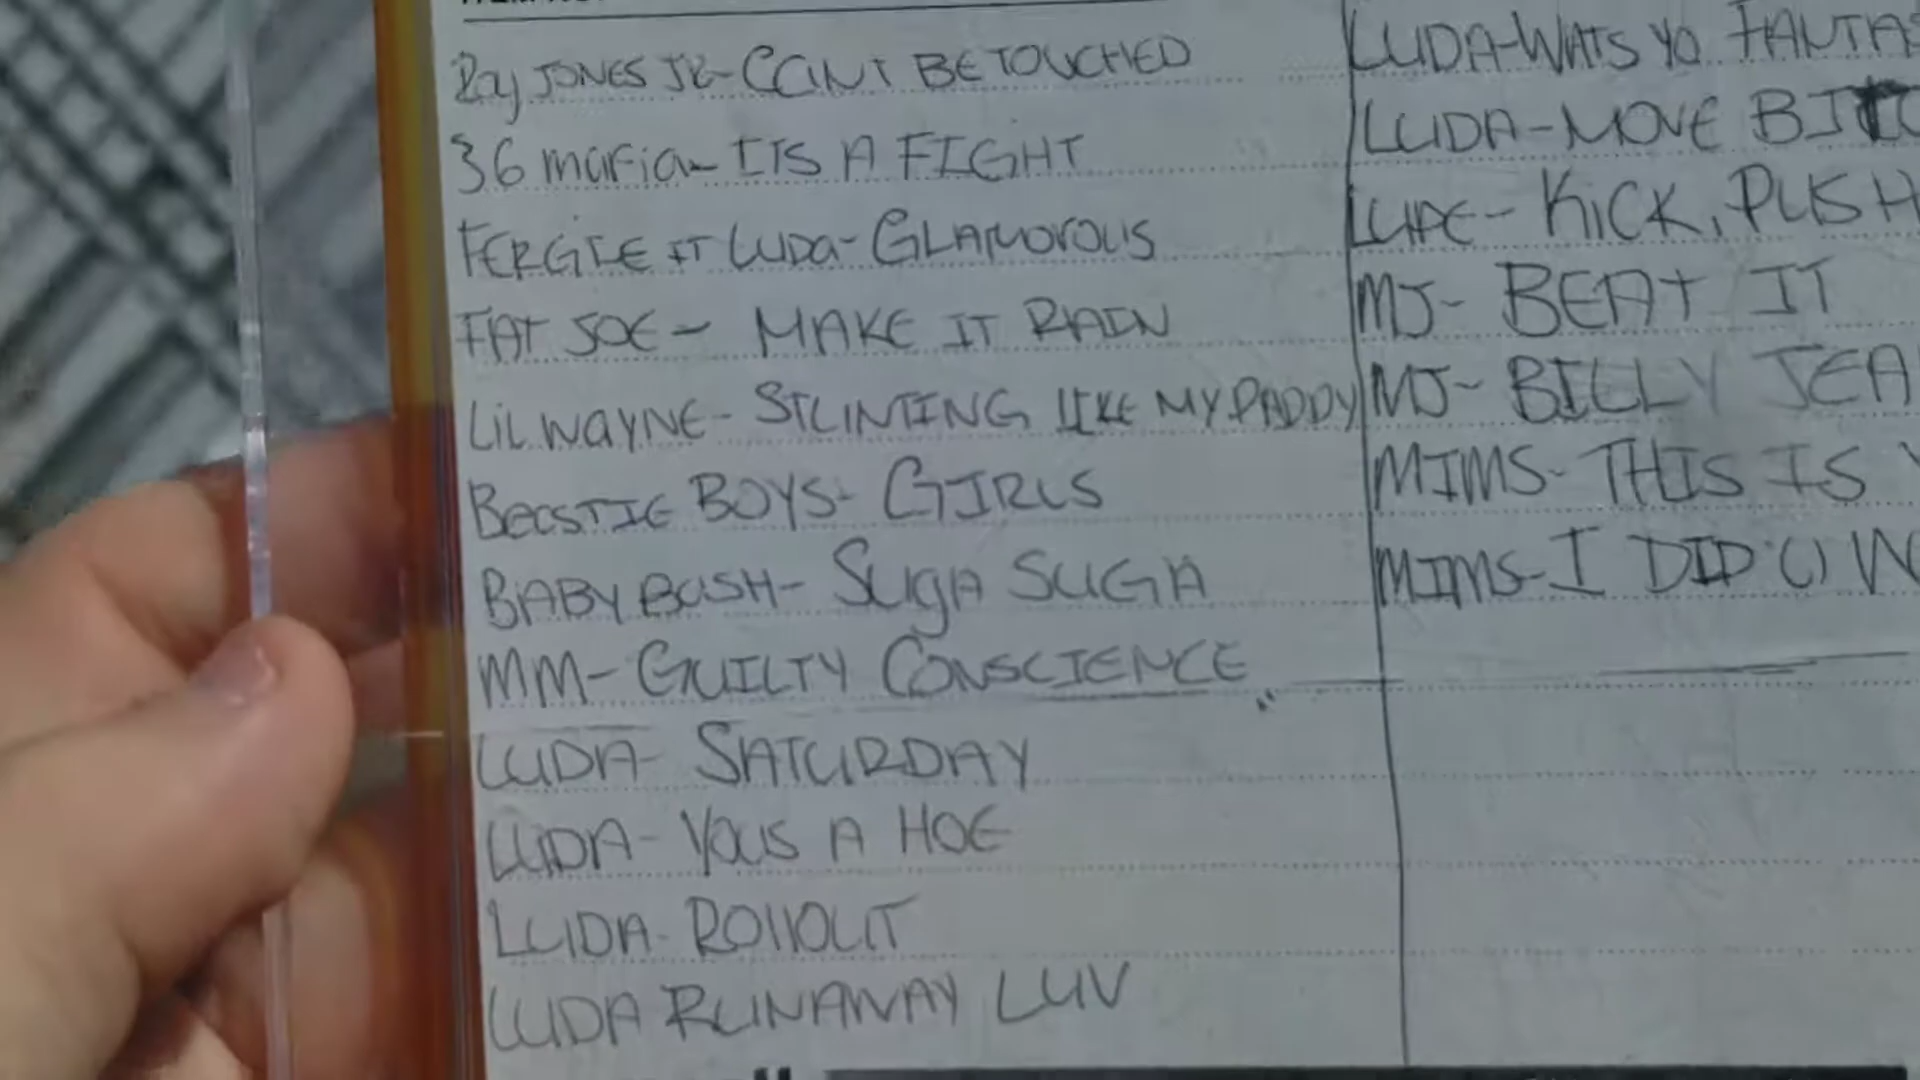 Roy JONES JR- CAN'T BE TOUCHED
36 mafia- ITS A FIGHT
FERGIE FT LUDA- GLAMOROUS
FAT JOE- MAKE IT RAIN
LIL WAYNE- STUNTING LIKE MY DADDY
BEASTIE BOYS- GIRLS
BABY BASH- SUGA SUGA
MM- GUILTY CONSCIENCE
LUDA- SATURDAY
LUDA- YOUS A HOE
LUDA- ROllOUT
LUDA RUNAWAY LUV
LUDA-WATS YO FANTAS
LUDA-MOVE BITC
LUPE- KICK, PUSH
MJ- BEAT IT
MJ- BILLY JEA
MIMS- THIS IS
MIMS-I DID U W